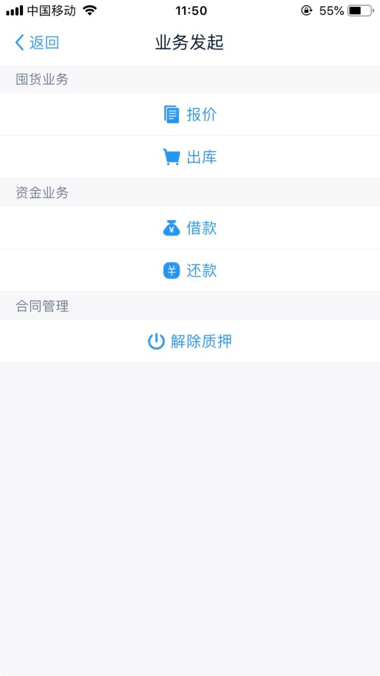 中国移动 11:50 55%
返回 业务发起
囤货业务
报价
出库
资金业务
借款
还款
合同管理
解除质押